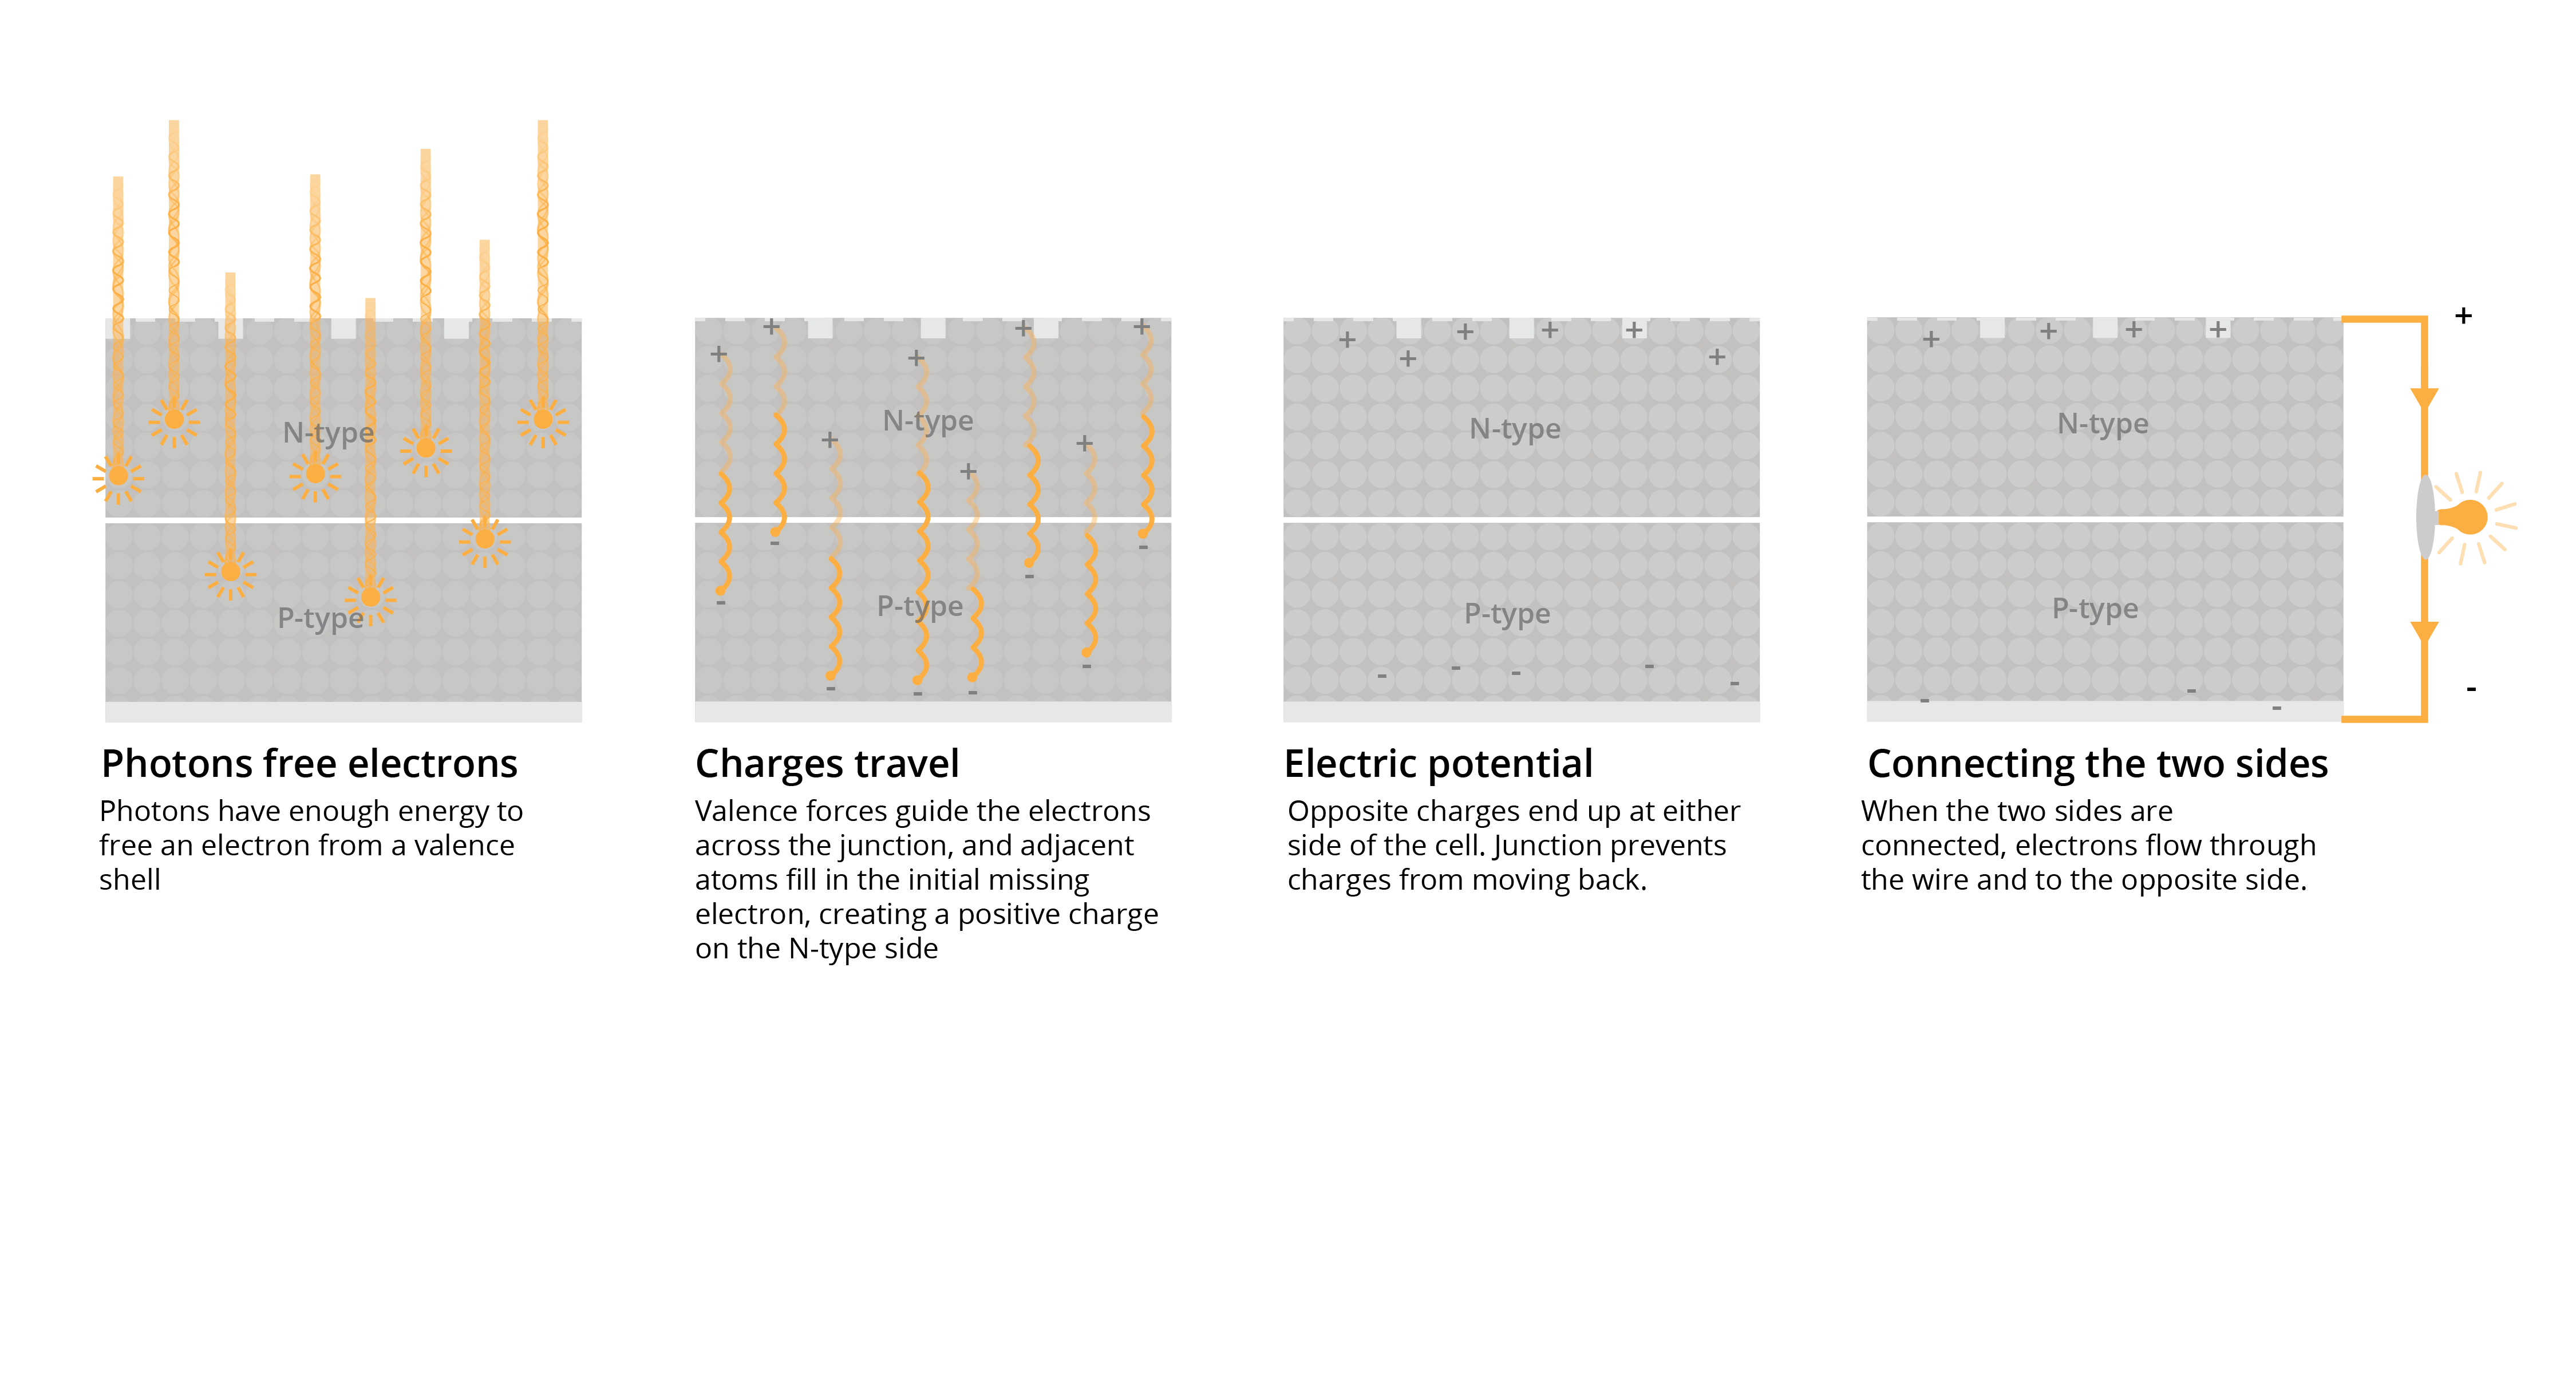 N-type
P-type
Photons free electrons
Photons have enough energy to
free an electron from a valence
shell
+ + + + + + + +
N-type
P-type
- - - - - - - -
Charges travel
Valence forces guide the electrons
across the junction, and adjacent
atoms fill in the initial missing
electron, creating a positive charge
on the N-type side
+ + + + + +
N-type
P-type
- - - - -
Electric potential
Opposite charges end up at either
side of the cell. Junction prevents
charges from moving back.
+ + + +
N-type
P-type
- - -
+
-
Connecting the two sides
When the two sides are
connected, electrons flow through
the wire and to the opposite side.